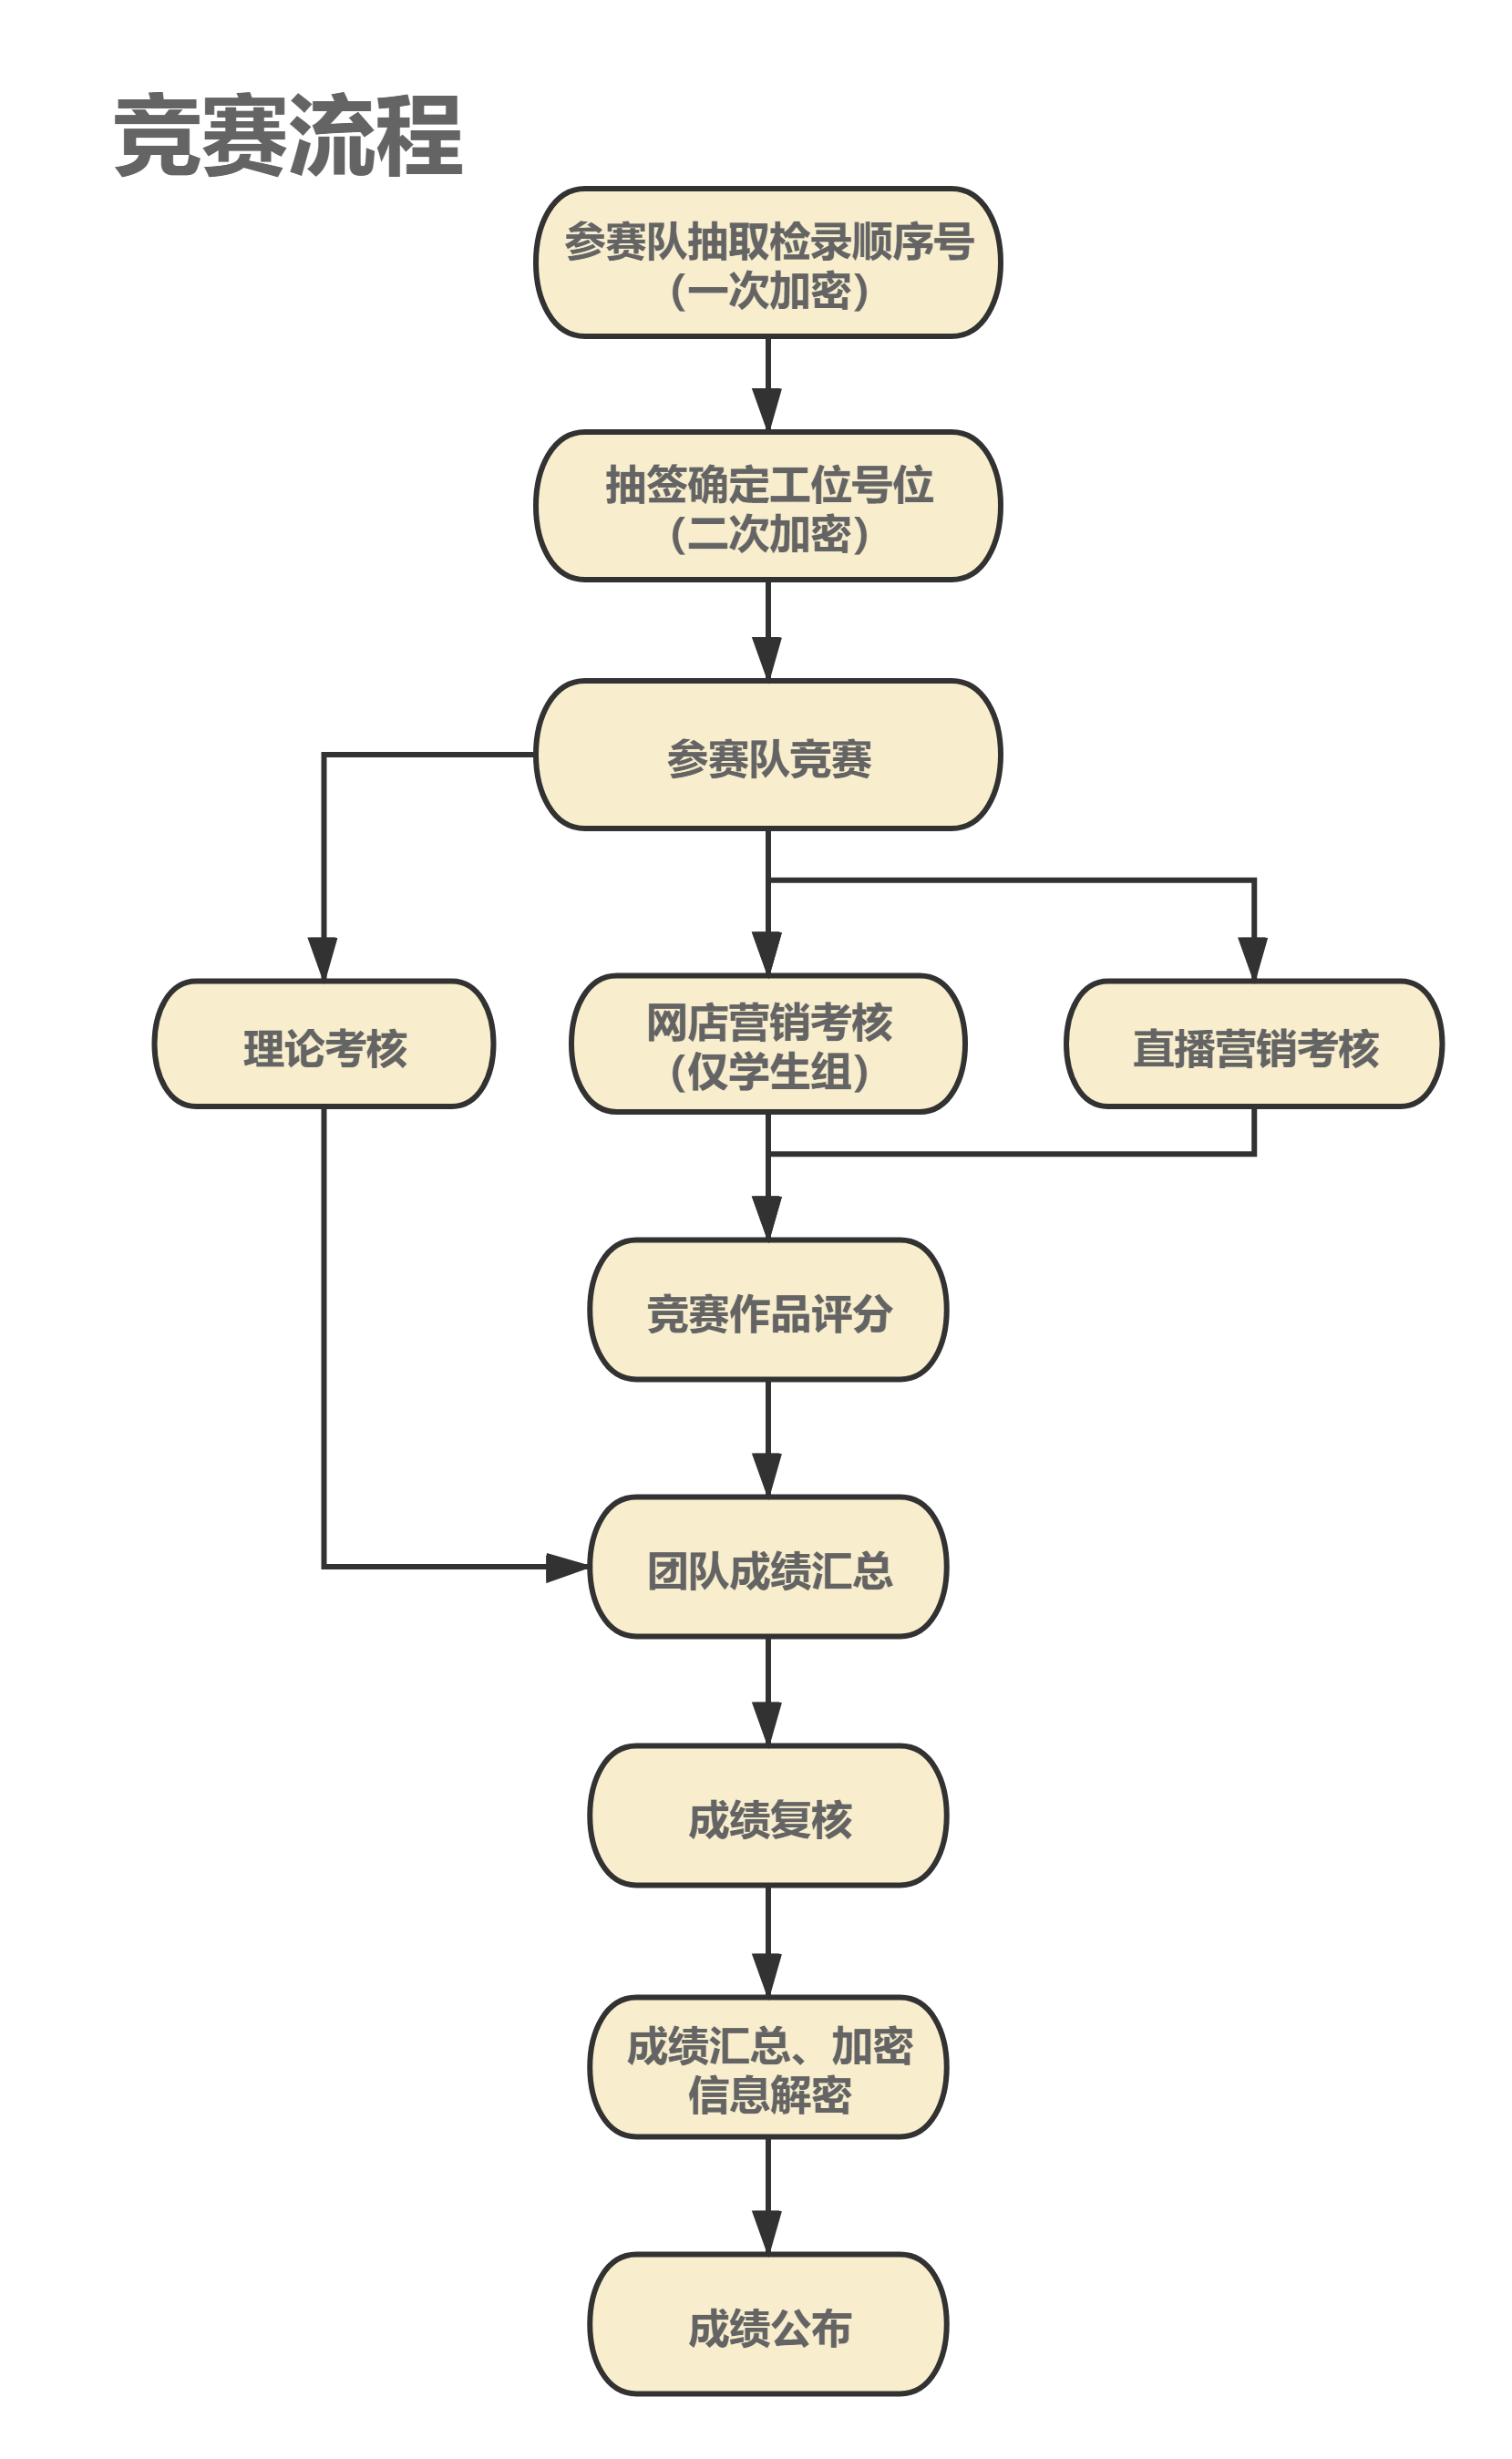 竞赛流程
参赛队抽取检录顺序号
（一次加密）
抽签确定工位号位
（二次加密）
参赛队竞赛
理论考核
网店营销考核
（仅学生组）
直播营销考核
竞赛作品评分
团队成绩汇总
成绩复核
成绩汇总、加密
信息解密
成绩公布